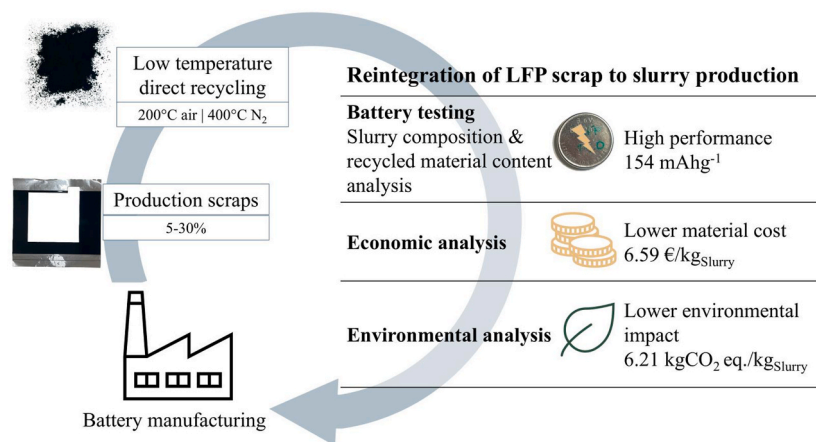 Low temperature
direct recycling
200°C air | 400°C N₂
Production scraps
5-30%
Battery manufacturing
Reintegration of LFP scrap to slurry production
Battery testing
Slurry composition &
recycled material content
analysis
High performance
154 mAhg⁻¹
Economic analysis
Lower material cost
6.59 €/kgSlurry
Environmental analysis
Lower environmental
impact
6.21 kgCO₂ eq./kgSlurry